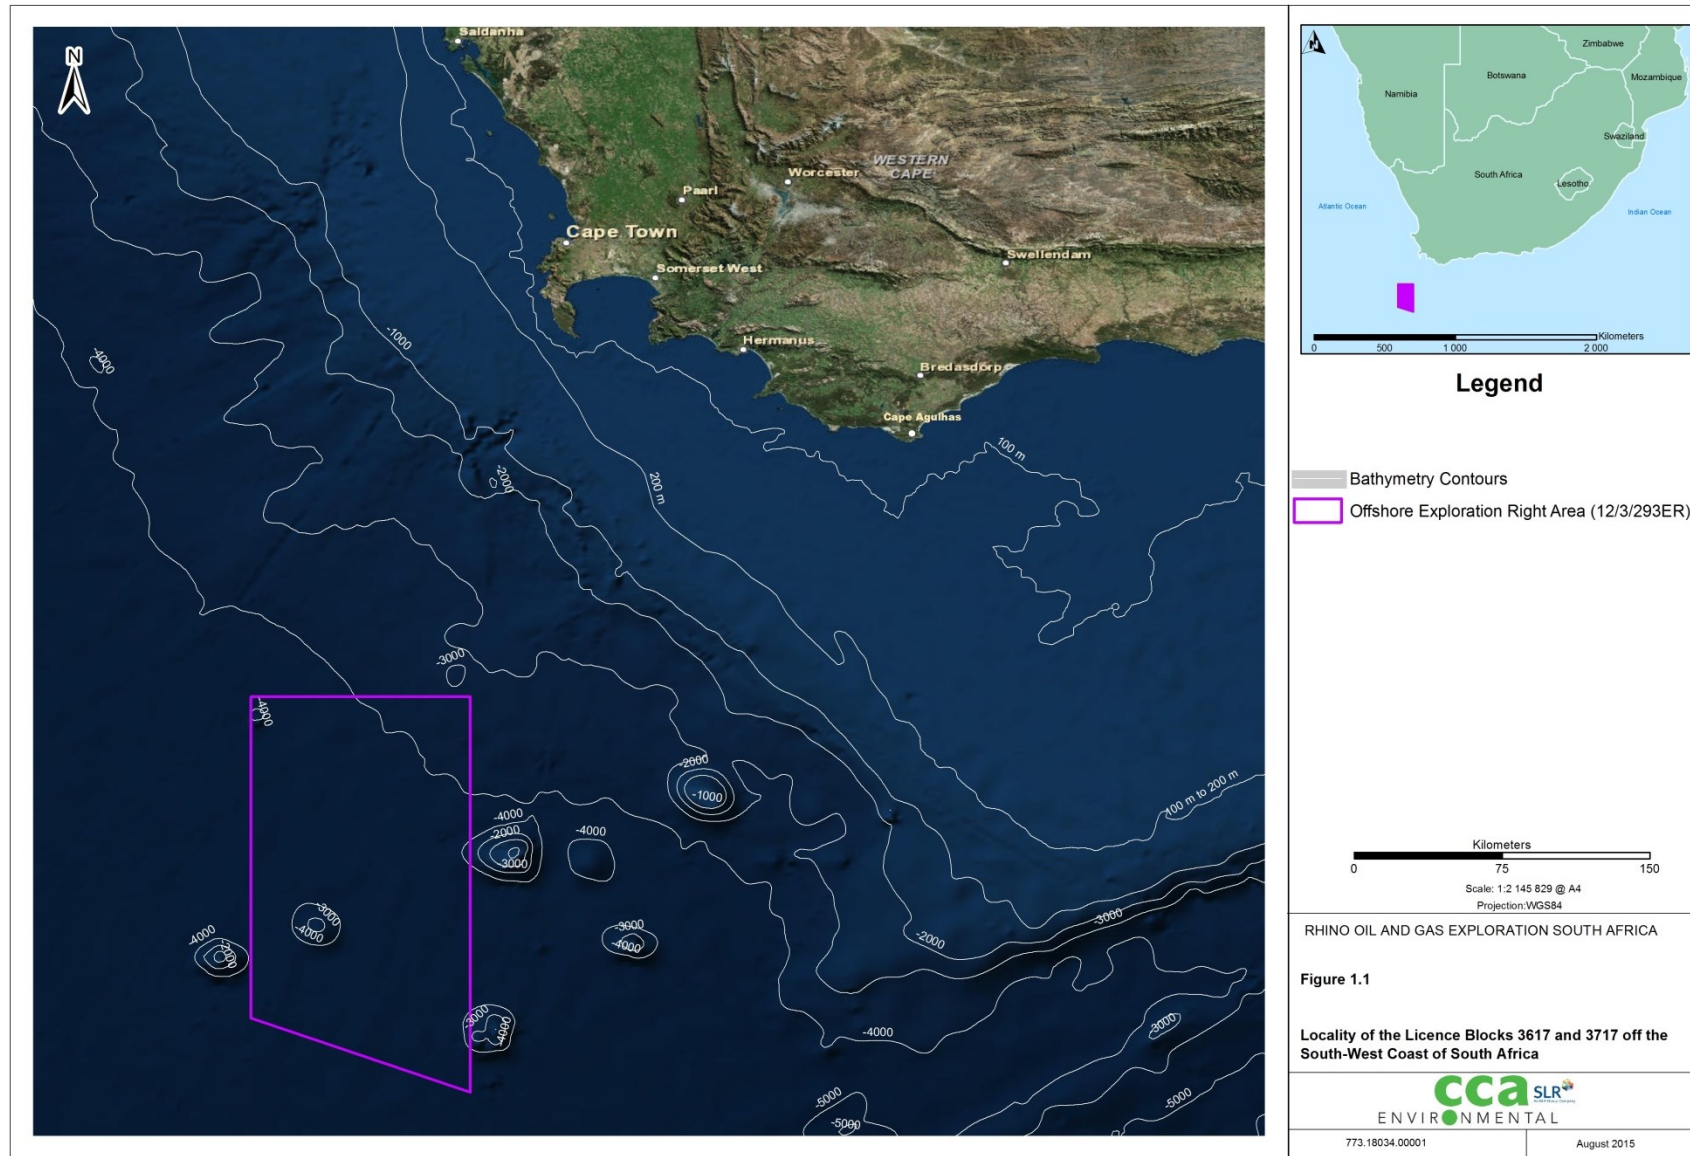 N
Saldanha
WESTERN
CAPE
Worcester
Paarl
Cape Town
Somerset West
Swellendam
Hermanus
Bredasdorp
Cape Agulhas
-1000
-4000
-2000
200 m
100 m
-3000
-4000
-2000
-1000
100 m to 200 m
-4000
-2000
-3000
-4000
-3000
-4000
-4000
-2000
-3000
-4000
-3000
-2000
-3000
-4000
-4000
-3000
-5000
-5000
-5000
N
Zimbabwe
Botswana
Mozambique
Namibia
Swaziland
South Africa
Lesotho
Atlantic Ocean
Indian Ocean
Kilometers
0 500 1 000 2 000
Legend
Bathymetry Contours
Offshore Exploration Right Area (12/3/293ER)
Kilometers
0 75 150
Scale: 1:2 145 829 @ A4
Projection:WGS84
RHINO OIL AND GAS EXPLORATION SOUTH AFRICA
Figure 1.1
Locality of the Licence Blocks 3617 and 3717 off the
South-West Coast of South Africa
cca SLR
ENVIRONMENTAL
773.18034.00001 August 2015